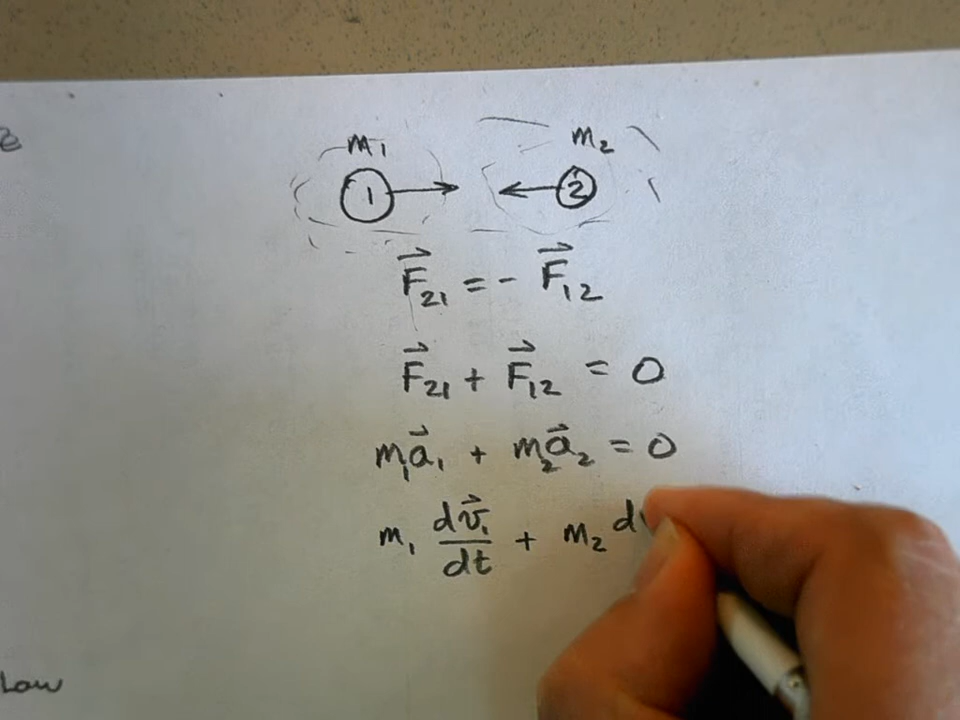 m₁ m₂
1 2
F⃗₂₁ = - F⃗₁₂
F⃗₂₁ + F⃗₁₂ = 0
m₁a⃗₁ + m₂a⃗₂ = 0
m₁ dv⃗₁/dt + m₂ d
Law